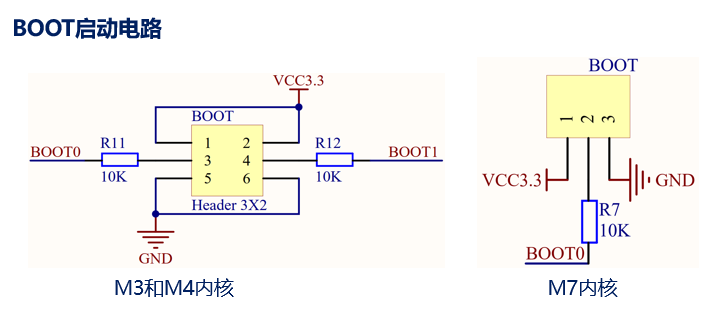 BOOT启动电路
VCC3.3
BOOT
BOOT0 R11 10K
1 2
3 4
5 6
R12 10K BOOT1
Header 3X2
GND
M3和M4内核
BOOT
1 2 3
VCC3.3
GND
R7
10K
BOOT0
M7内核